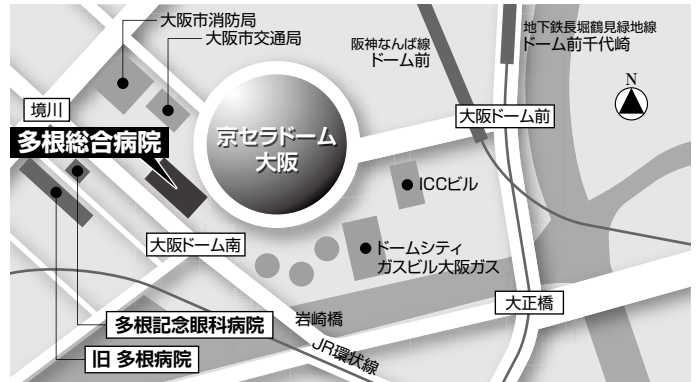 大阪市消防局
大阪市交通局
阪神なんば線
ドーム前
地下鉄長堀鶴見緑地線
ドーム前千代崎
N
境川
多根総合病院
京セラドーム
大阪
大阪ドーム前
ICCビル
大阪ドーム南
ドームシティ
ガスビル大阪ガス
大正橋
多根記念眼科病院
岩崎橋
旧 多根病院
JR環状線